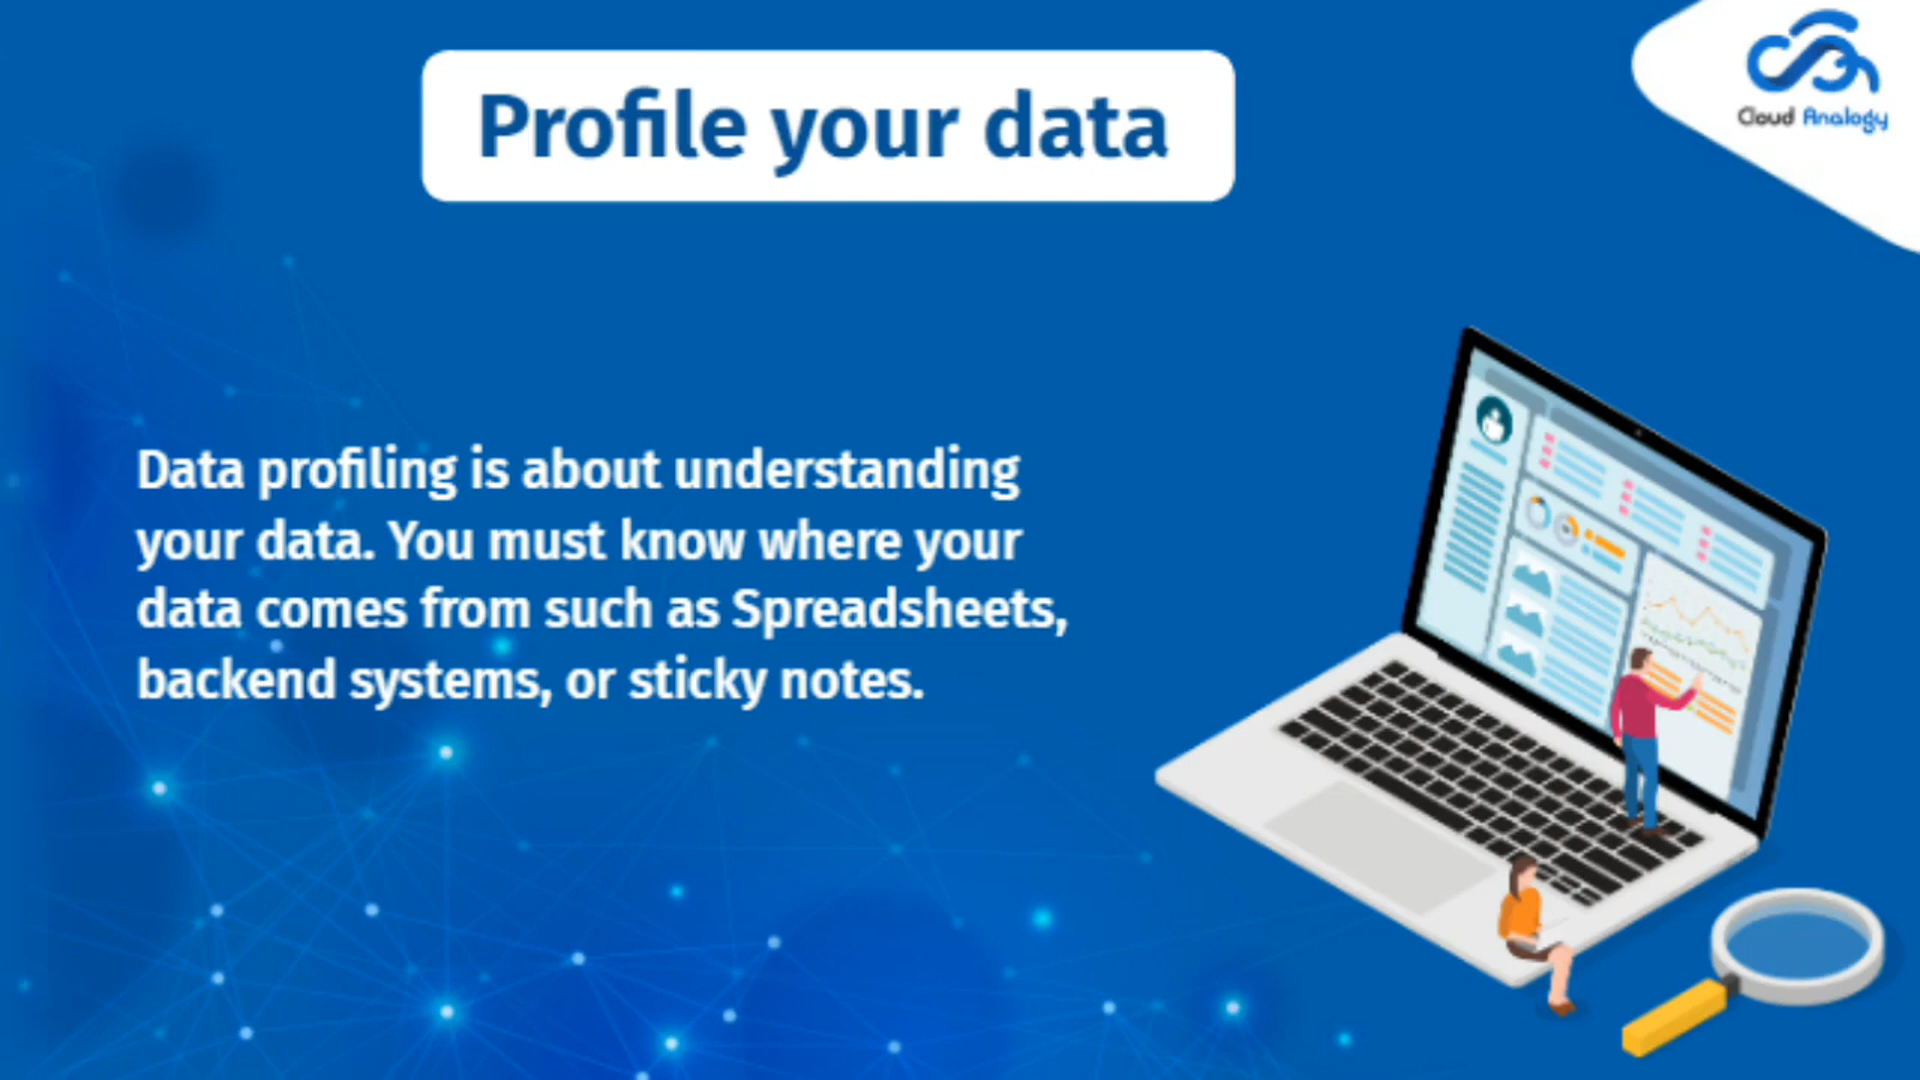 Profile your data
Cloud Analogy
Data profiling is about understanding
your data. You must know where your
data comes from such as Spreadsheets,
backend systems, or sticky notes.